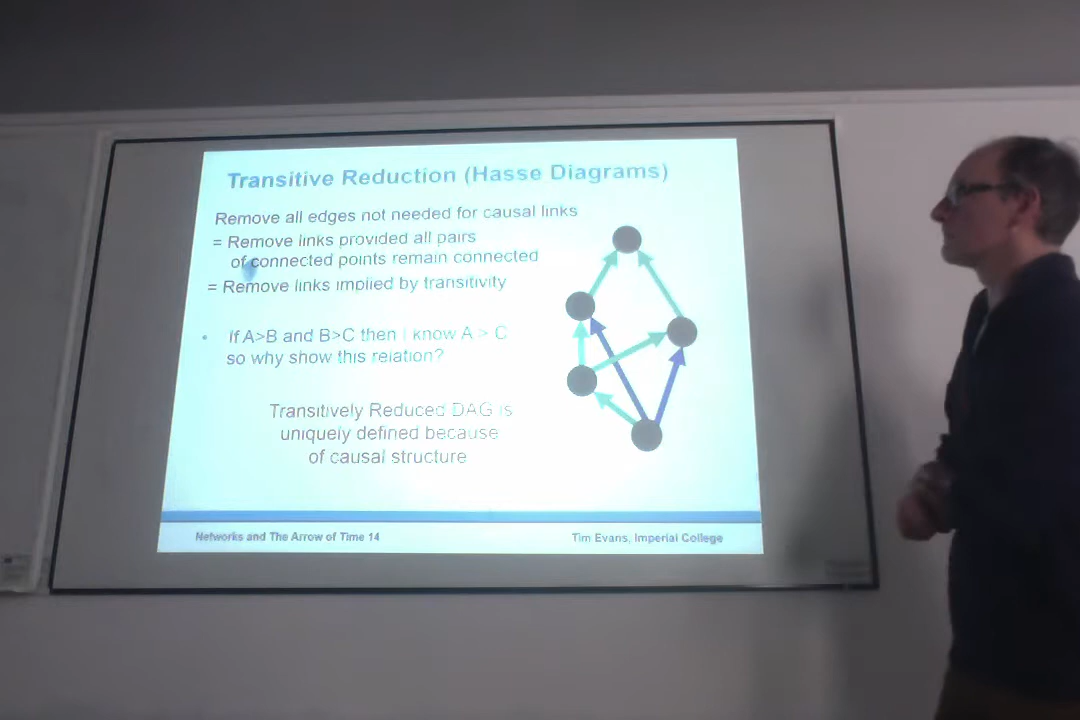 Transitive Reduction (Hasse Diagrams)
Remove all edges not needed for causal links
= Remove links provided all pairs
of connected points remain connected
= Remove links implied by transitivity
• If A>B and B>C then I know A > C
so why show this relation?
Transitively Reduced DAG is
uniquely defined because
of causal structure
Networks and The Arrow of Time 14
Tim Evans, Imperial College